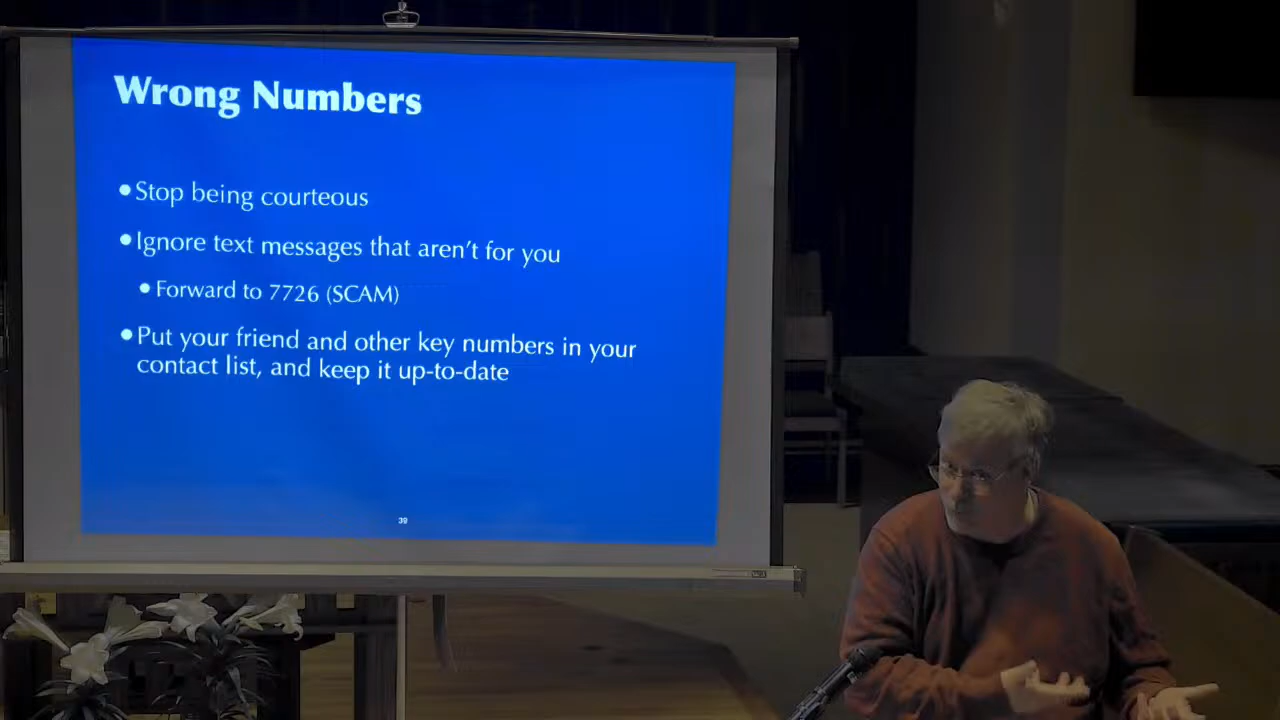 Wrong Numbers
• Stop being courteous
• Ignore text messages that aren't for you
• Forward to 7726 (SCAM)
• Put your friend and other key numbers in your
contact list, and keep it up-to-date
39